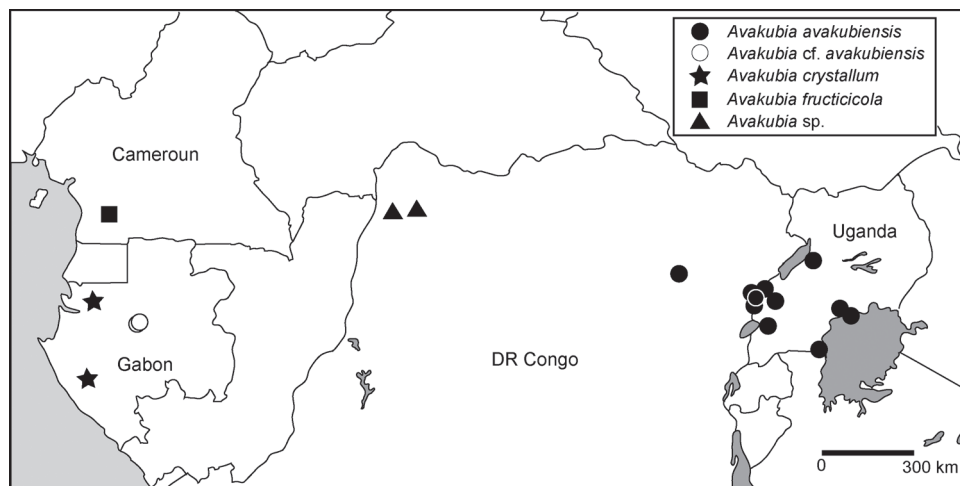 Avakubia avakubiensis
Avakubia cf. avakubiensis
Avakubia crystallum
Avakubia fructicicola
Avakubia sp.
Cameroun
Uganda
Gabon
DR Congo
0 300 km